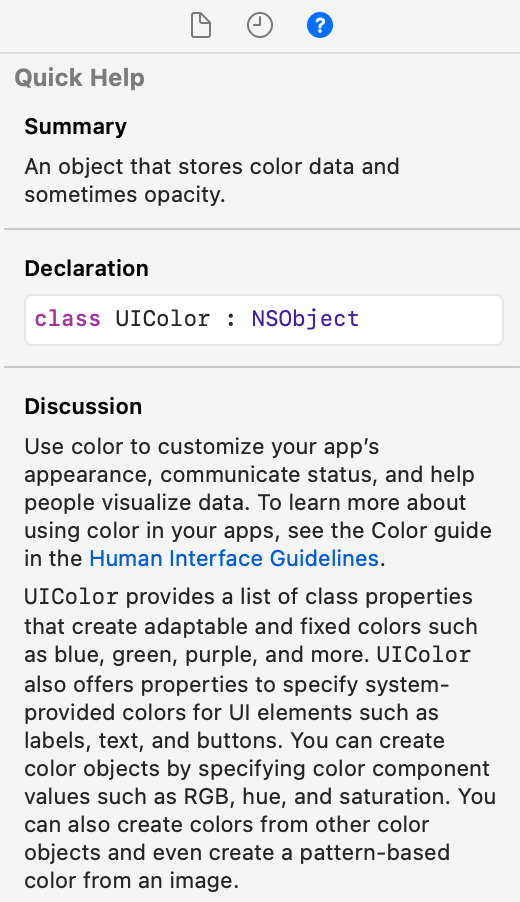 ?
Quick Help
Summary
An object that stores color data and
sometimes opacity.
Declaration
class UIColor : NSObject
Discussion
Use color to customize your app’s
appearance, communicate status, and help
people visualize data. To learn more about
using color in your apps, see the Color guide
in the Human Interface Guidelines.
UIColor provides a list of class properties
that create adaptable and fixed colors such
as blue, green, purple, and more. UIColor
also offers properties to specify system-
provided colors for UI elements such as
labels, text, and buttons. You can create
color objects by specifying color component
values such as RGB, hue, and saturation. You
can also create colors from other color
objects and even create a pattern-based
color from an image.